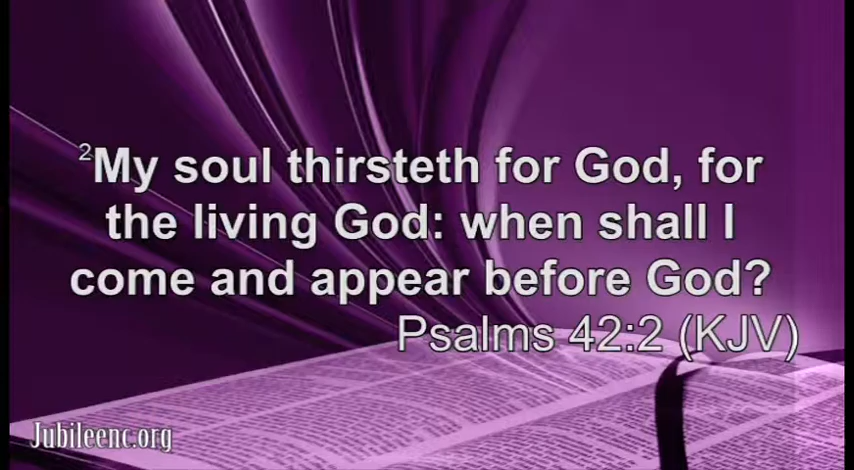 ²My soul thirsteth for God, for
the living God: when shall I
come and appear before God?
Psalms 42:2 (KJV)
Jubileenc.org